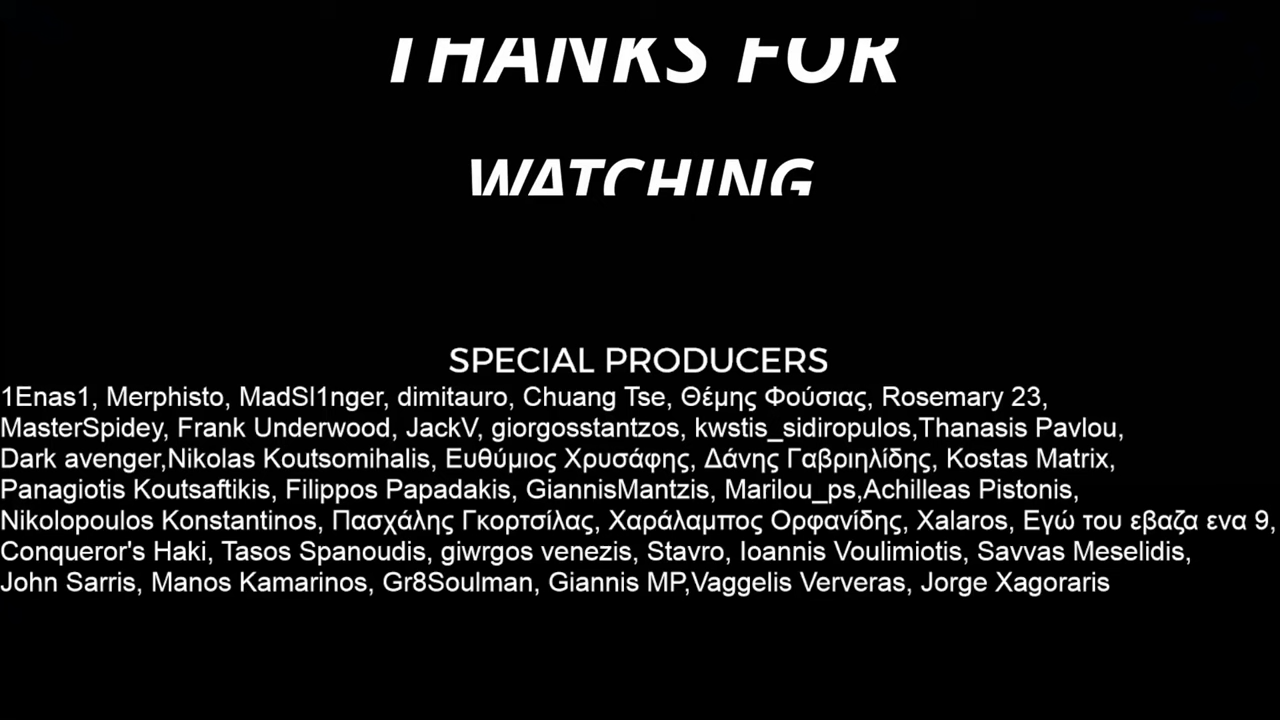 THANKS FOR
WATCHING
SPECIAL PRODUCERS
1Enas1, Merphisto, MadSl1nger, dimitauro, Chuang Tse, Θέμης Φούσιας, Rosemary 23,
MasterSpidey, Frank Underwood, JackV, giorgosstantzos, kwstis_sidiropulos,Thanasis Pavlou,
Dark avenger,Nikolas Koutsomihalis, Ευθύμιος Χρυσάφης, Δάνης Γαβριηλίδης, Kostas Matrix,
Panagiotis Koutsaftikis, Filippos Papadakis, GiannisMantzis, Marilou_ps,Achilleas Pistonis,
Nikolopoulos Konstantinos, Πασχάλης Γκορτσίλας, Χαράλαμπος Ορφανίδης, Xalaros, Εγώ του εβαζα ενα 9,
Conqueror's Haki, Tasos Spanoudis, giwrgos venezis, Stavro, Ioannis Voulimiotis, Savvas Meselidis,
John Sarris, Manos Kamarinos, Gr8Soulman, Giannis MP,Vaggelis Ververas, Jorge Xagoraris